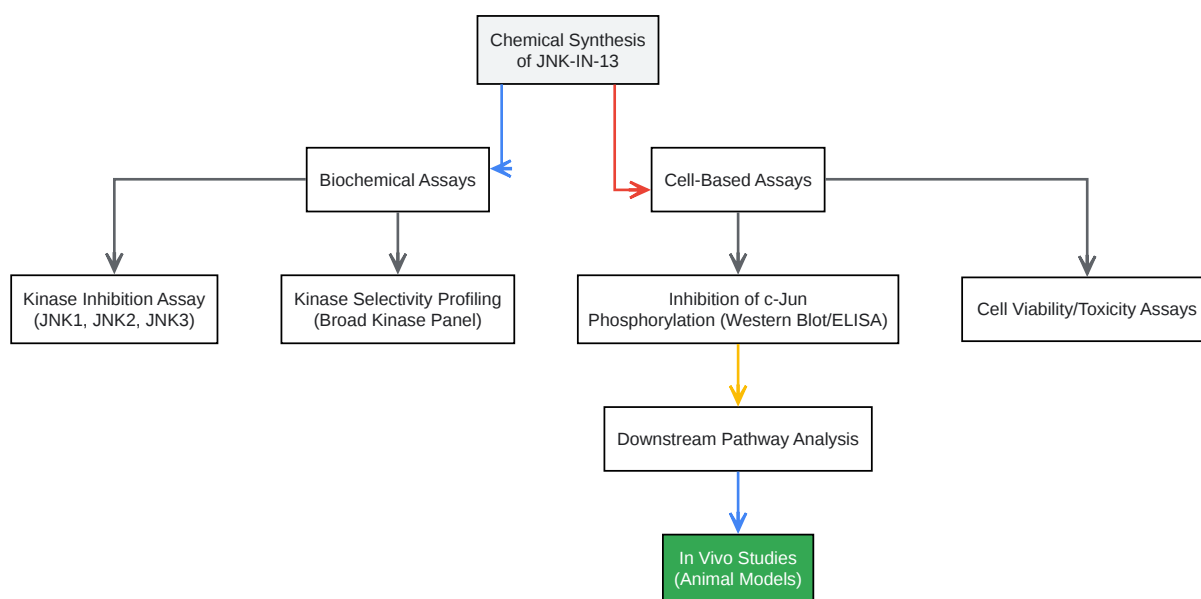 Chemical Synthesis
of JNK-IN-13
Biochemical Assays
Cell-Based Assays
Kinase Inhibition Assay
(JNK1, JNK2, JNK3)
Kinase Selectivity Profiling
(Broad Kinase Panel)
Inhibition of c-Jun
Phosphorylation (Western Blot/ELISA)
Cell Viability/Toxicity Assays
Downstream Pathway Analysis
In Vivo Studies
(Animal Models)